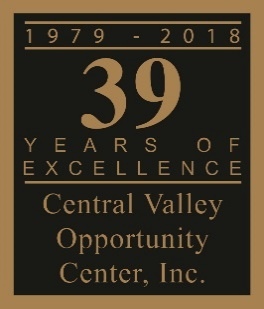 1979 - 2018
39
YEARS OF
EXCELLENCE
Central Valley
Opportunity
Center, Inc.